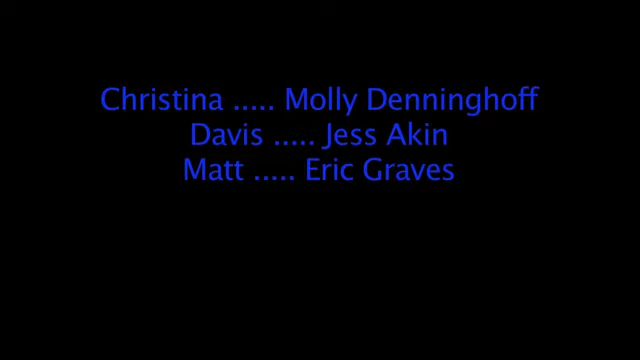 Christina ..... Molly Denninghoff
Davis ..... Jess Akin
Matt ..... Eric Graves